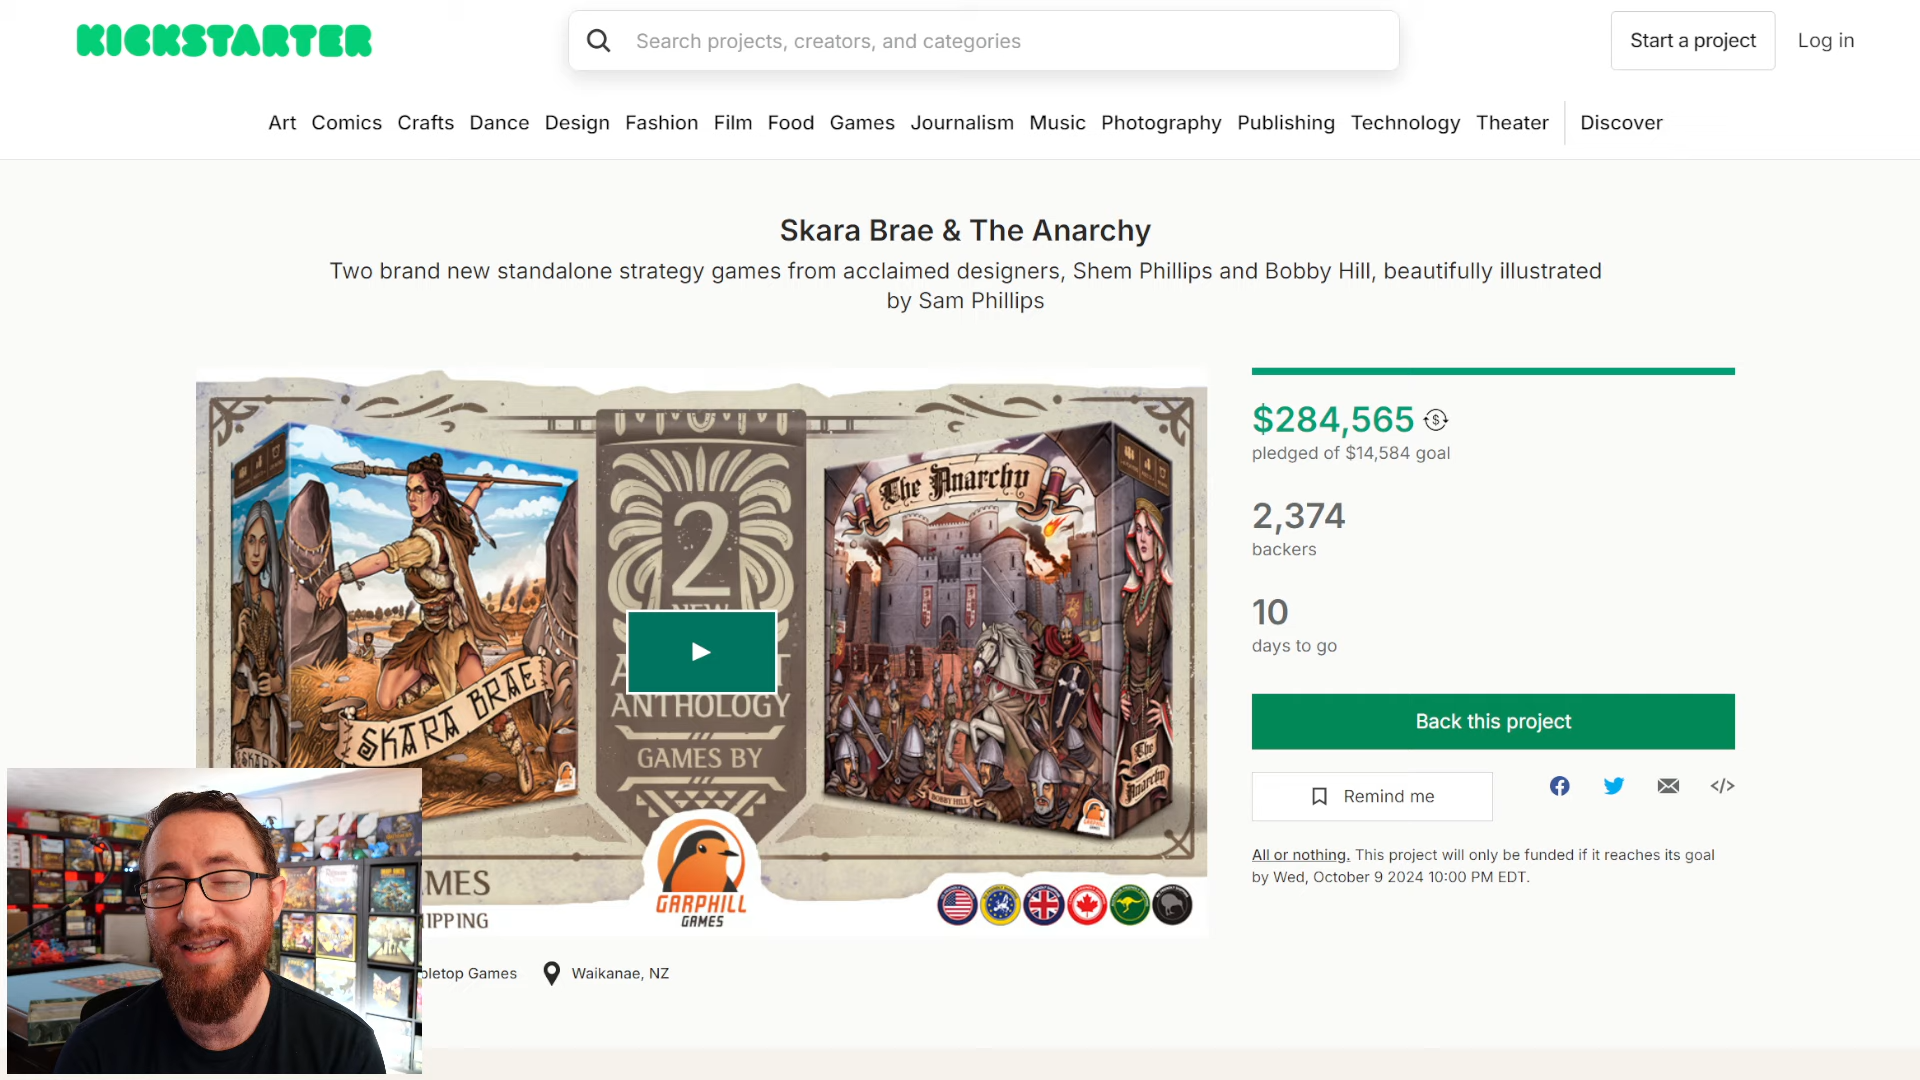 KICKSTARTER
Search projects, creators, and categories
Start a project
Log in
Art Comics Crafts Dance Design Fashion Film Food Games Journalism Music Photography Publishing Technology Theater Discover
Skara Brae & The Anarchy
Two brand new standalone strategy games from acclaimed designers, Shem Phillips and Bobby Hill, beautifully illustrated
by Sam Phillips
SKARA BRAE
2
ANTHOLOGY
GAMES BY
GARPHILL
GAMES
The Anarchy
BOBBY HILL
The
Anarchy
$284,565
pledged of $14,584 goal
2,374
backers
10
days to go
Back this project
Remind me
All or nothing. This project will only be funded if it reaches its goal
by Wed, October 9 2024 10:00 PM EDT.
Waikanae, NZ